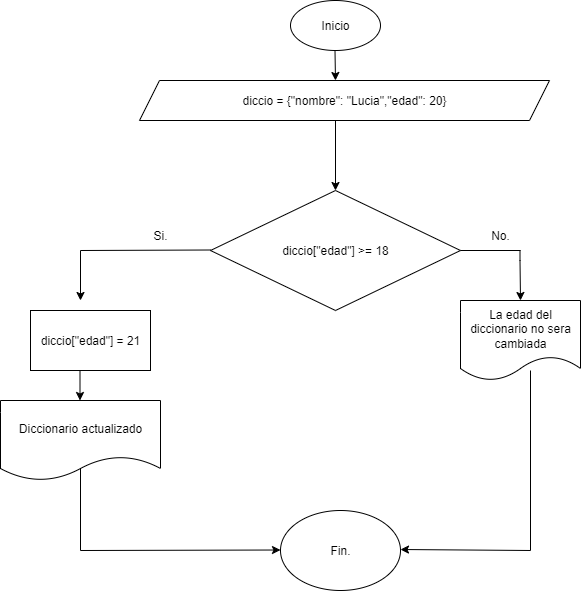 Inicio
diccio = {"nombre": "Lucia","edad": 20}
Si.
No.
diccio["edad"] >= 18
La edad del
diccionario no sera
cambiada
diccio["edad"] = 21
Diccionario actualizado
Fin.